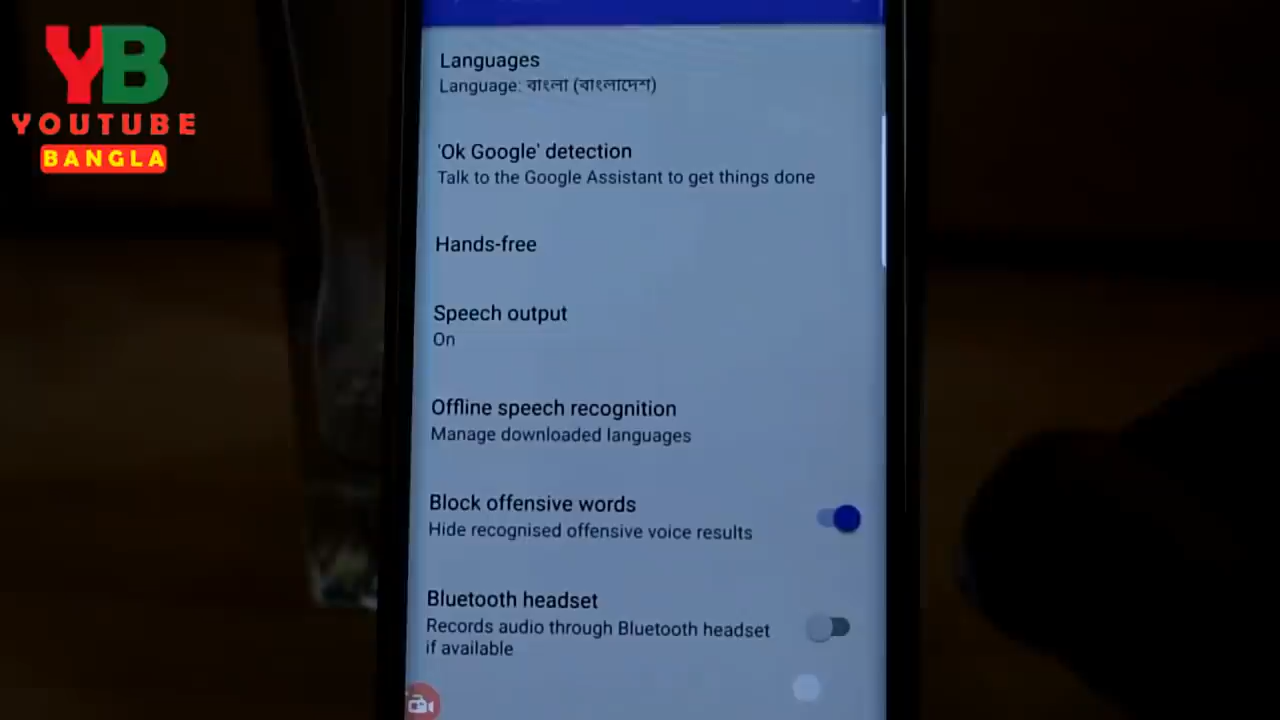 YB
YOUTUBE
BANGLA
Languages
Language: বাংলা (বাংলাদেশ)
'Ok Google' detection
Talk to the Google Assistant to get things done
Hands-free
Speech output
On
Offline speech recognition
Manage downloaded languages
Block offensive words
Hide recognised offensive voice results
Bluetooth headset
Records audio through Bluetooth headset
if available